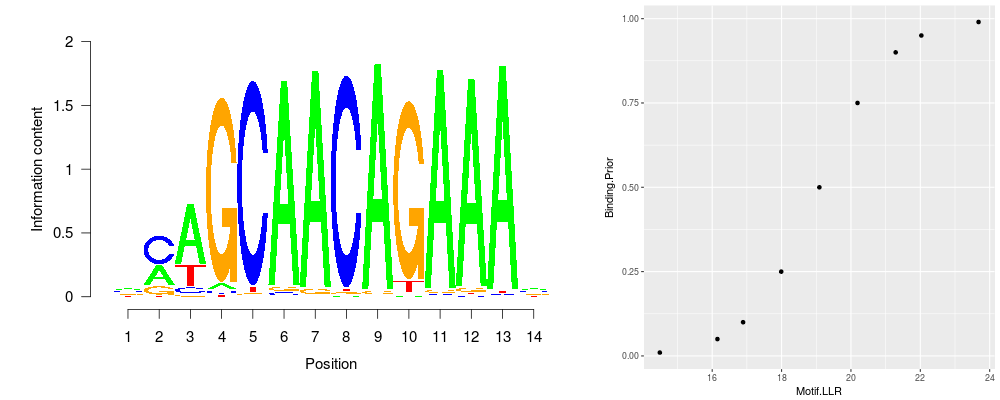 Information content
2
1.5
1
0.5
0
CAGCAACAGAAA
AT
1 2 3 4 5 6 7 8 9 10 11 12 13 14
Position
Binding.Prior
1.00
0.75
0.50
0.25
0.00
16 18 20 22 24
Motif.LLR